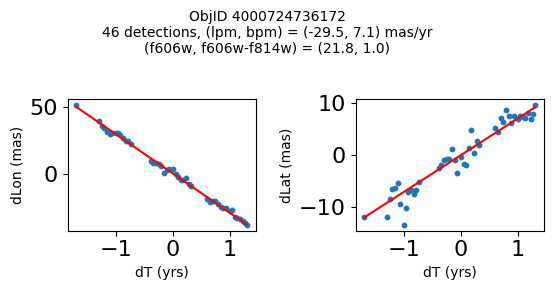 ObjID 4000724736172
46 detections, (lpm, bpm) = (-29.5, 7.1) mas/yr
(f606w, f606w-f814w) = (21.8, 1.0)
dLon (mas)
50
0
−1
0
1
dT (yrs)
dLat (mas)
10
0
−10
−1
0
1
dT (yrs)